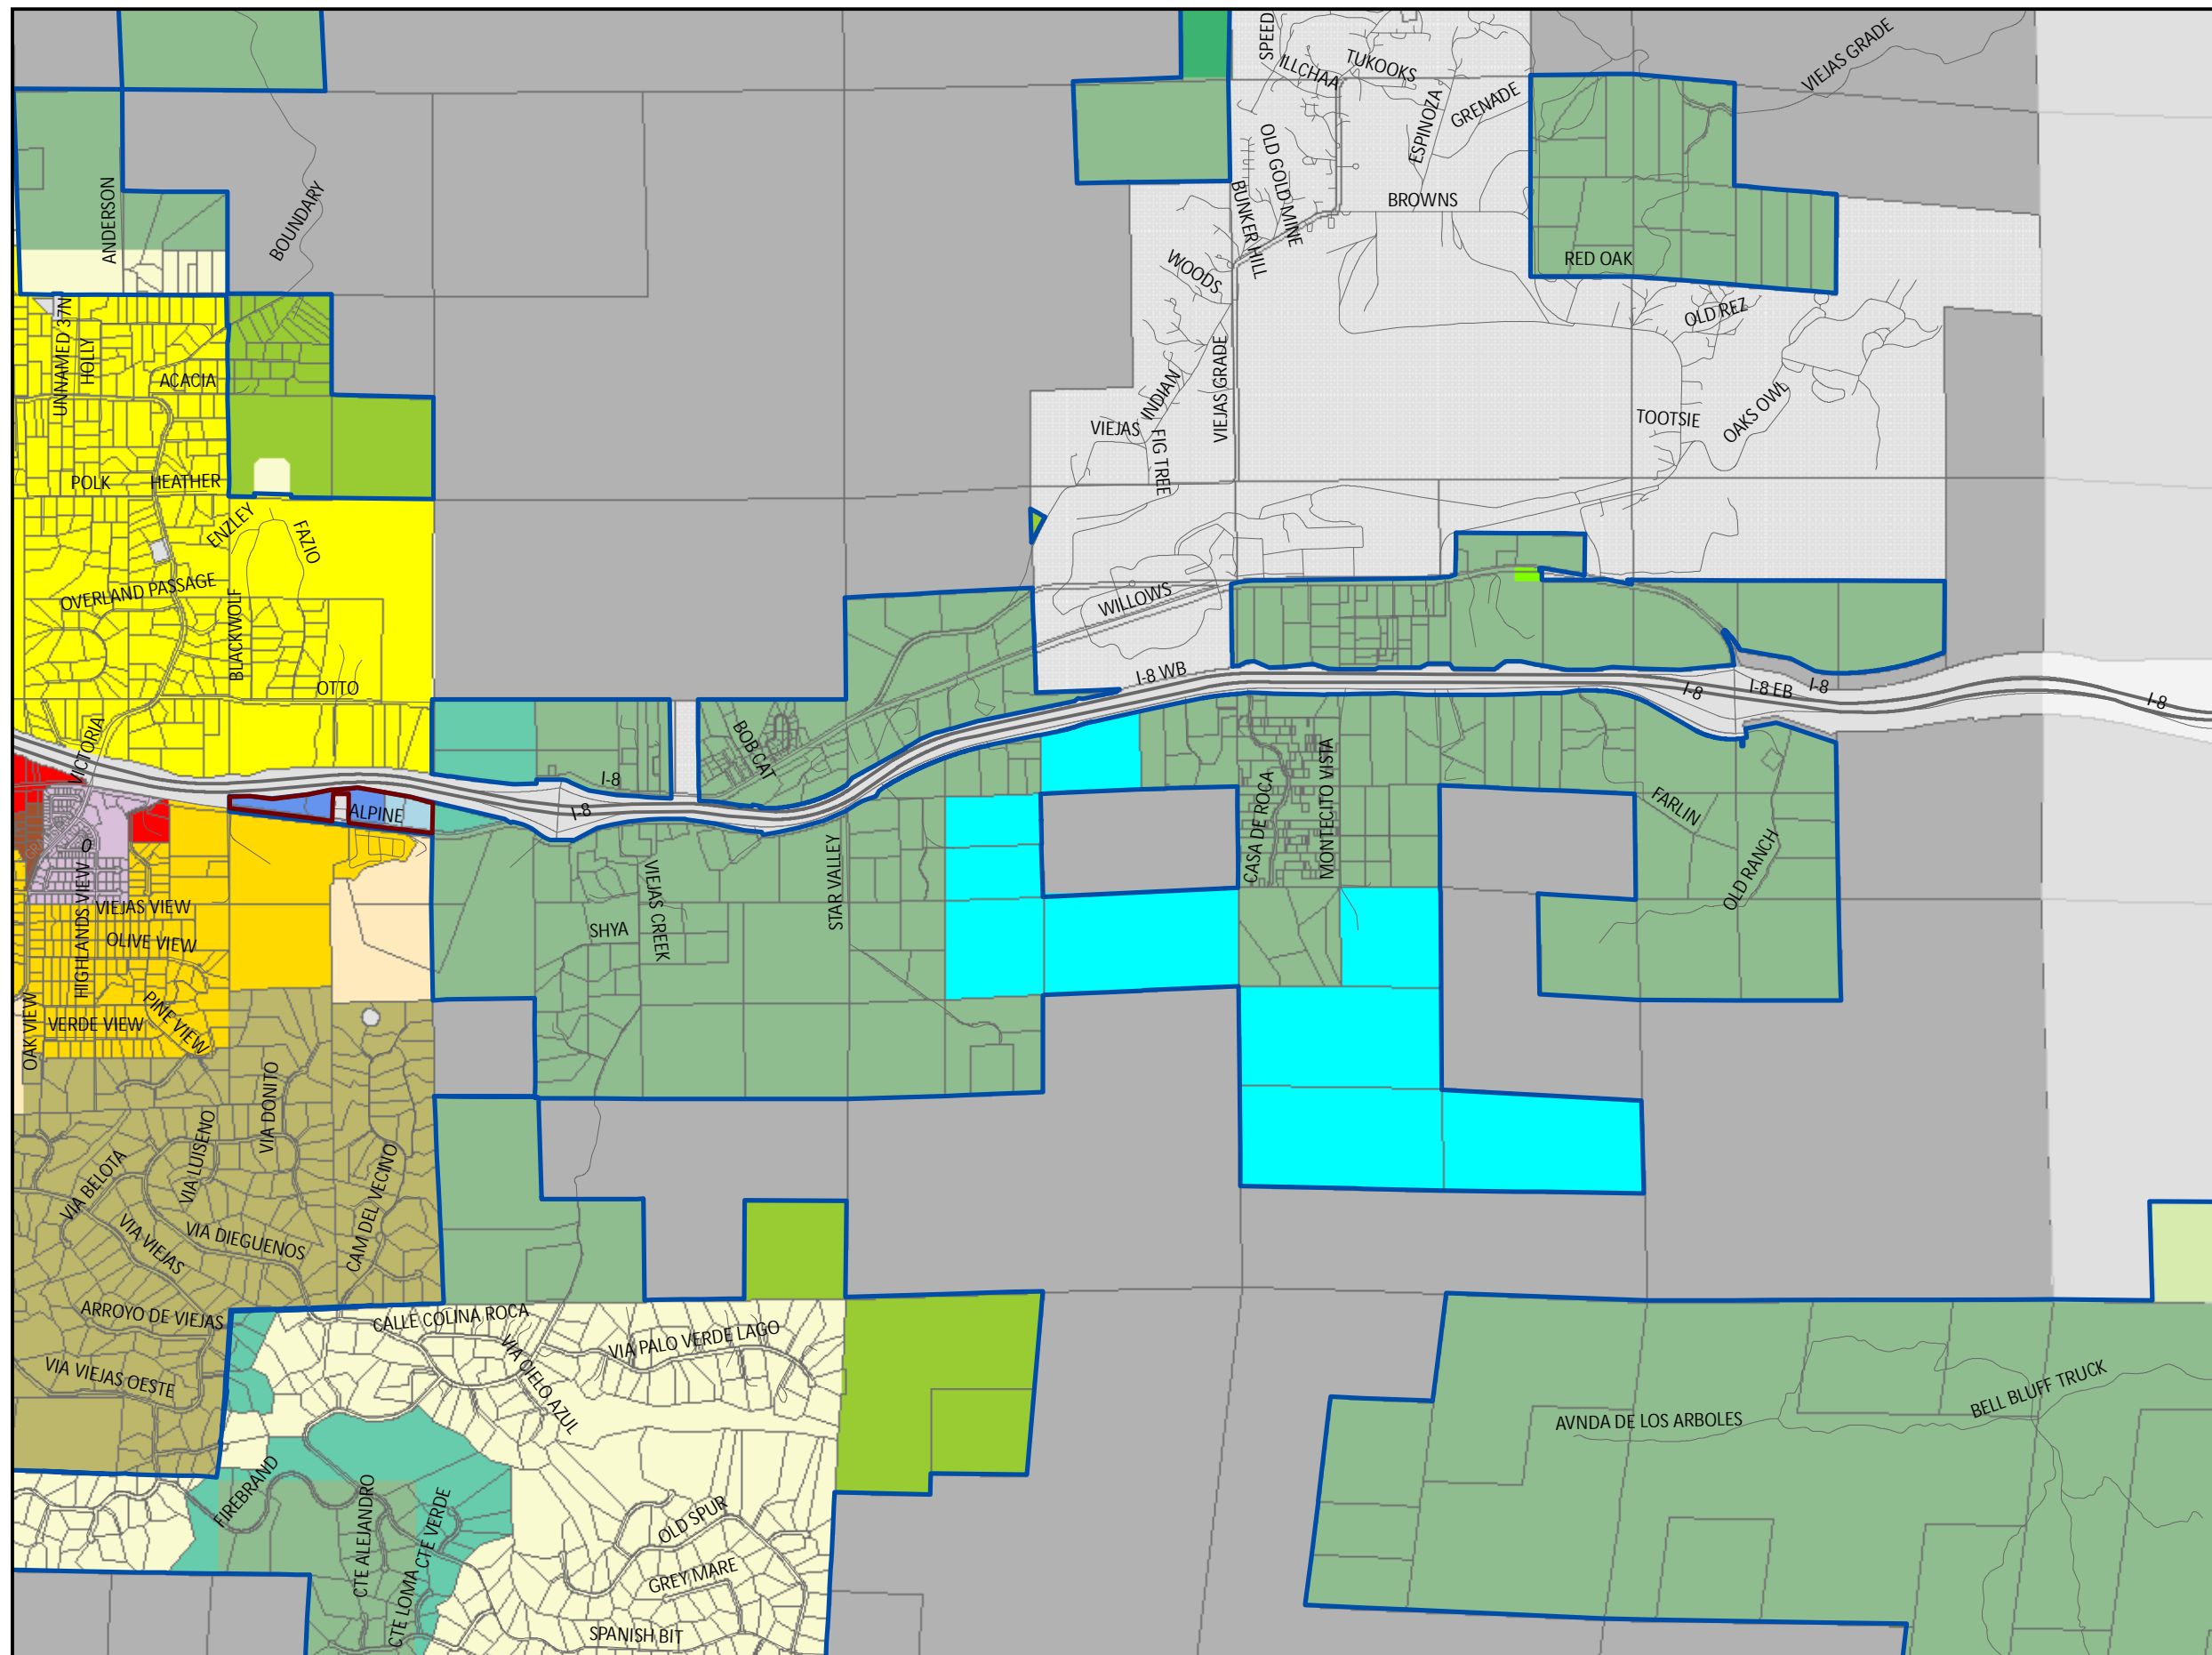 SPEED
VIEJAS GRADE
ILLCHAA
TUKOOKS
ESPINOZA
GRENADE
OLD GOLD MINE
ANDERSON
BOUNDARY
BUNKER HILL
BROWNS
RED OAK
WOODS
UNNAMED 37N
HOLLY
ACACIA
VIEJAS GRADE
OLD REZ
INDIAN
VIEJAS
FIG TREE
TOOTSIE
OAKS OWL
POLK
HEATHER
ENZLEY
FAZIO
OVERLAND PASSAGE
BLACKWOLF
WILLOWS
OTTO
I-8 WB
I-8
I-8 EB
I-8
I-8
VICTORIA
BOB CAT
I-8
I-8
ALPINE
CASA DE ROCA
MONTECITO VISTA
FARLIN
OLD RANCH
0
HIGHLANDS VIEW
VIEJAS VIEW
OLIVE VIEW
VIEJAS CREEK
SHYA
STAR VALLEY
OAK VIEW
VERDE VIEW
PINE VIEW
VIA DONITO
VIA LUISENO
VIA BELOTA
CAM DEL VECINO
VIA VIEJAS
VIA DIEGUENOS
ARROYO DE VIEJAS
CALLE COLINA ROCA
VIA CIELO AZUL
VIA PALO VERDE LAGO
VIA VIEJAS OESTE
AVNDA DE LOS ARBOLES
BELL BLUFF TRUCK
FIREBRAND
CTE ALEJANDRO
CTE VERDE
CTE LOMA
OLD SPUR
GREY MARE
SPANISH BIT